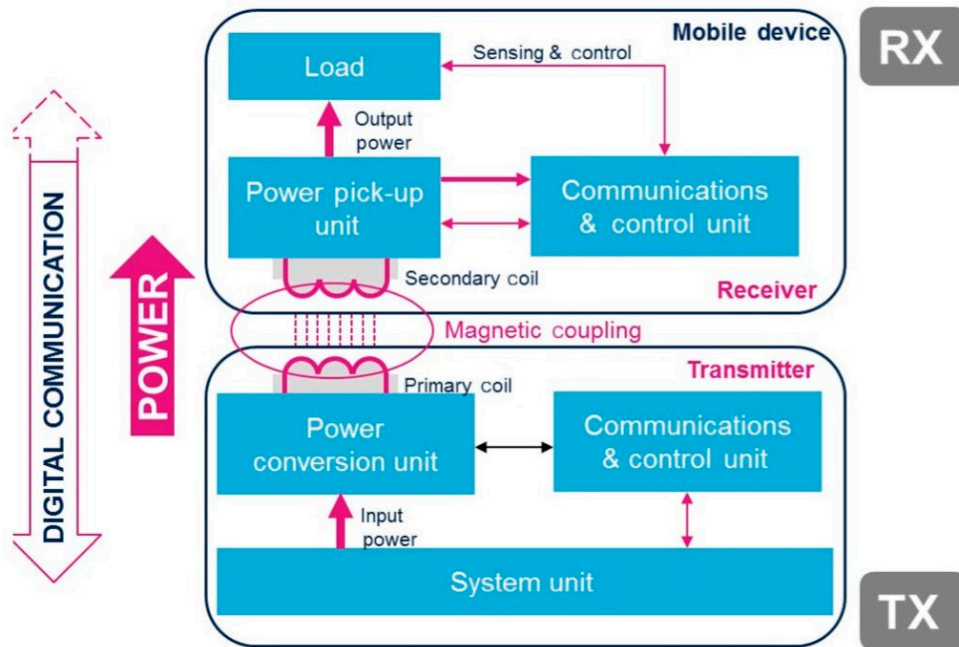 Mobile device
RX
Load
Sensing & control
Output
power
Power pick-up
unit
Communications
& control unit
Secondary coil
Receiver
Magnetic coupling
DIGITAL COMMUNICATION
POWER
Transmitter
Primary coil
Power
conversion unit
Communications
& control unit
Input
power
System unit
TX